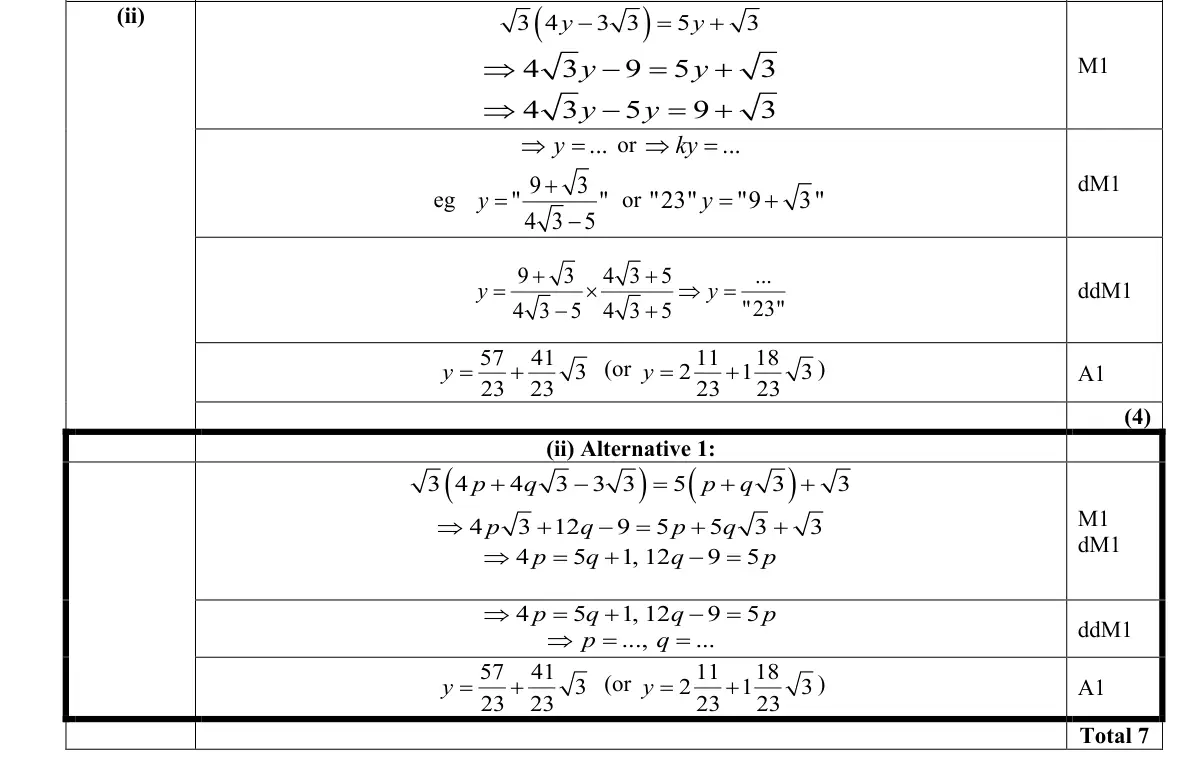 (ii)
√3(4y − 3√3) = 5y + √3
⇒ 4√3y − 9 = 5y + √3
⇒ 4√3y − 5y = 9 + √3
M1
⇒ y = ... or ⇒ ky = ...
eg y = "(9 + √3)/(4√3 − 5)" or "23" y = "9 + √3"
dM1
y = (9 + √3)/(4√3 − 5) × (4√3 + 5)/(4√3 + 5) ⇒ y = .../"23"
ddM1
y = 57/23 + 41/23 √3 (or y = 2 11/23 + 1 18/23 √3)
A1
(4)
(ii) Alternative 1:
√3(4p + 4q√3 − 3√3) = 5(p + q√3) + √3
⇒ 4p√3 + 12q − 9 = 5p + 5q√3 + √3
⇒ 4p = 5q + 1, 12q − 9 = 5p
M1
dM1
⇒ 4p = 5q + 1, 12q − 9 = 5p
⇒ p = ..., q = ...
ddM1
y = 57/23 + 41/23 √3 (or y = 2 11/23 + 1 18/23 √3)
A1
Total 7